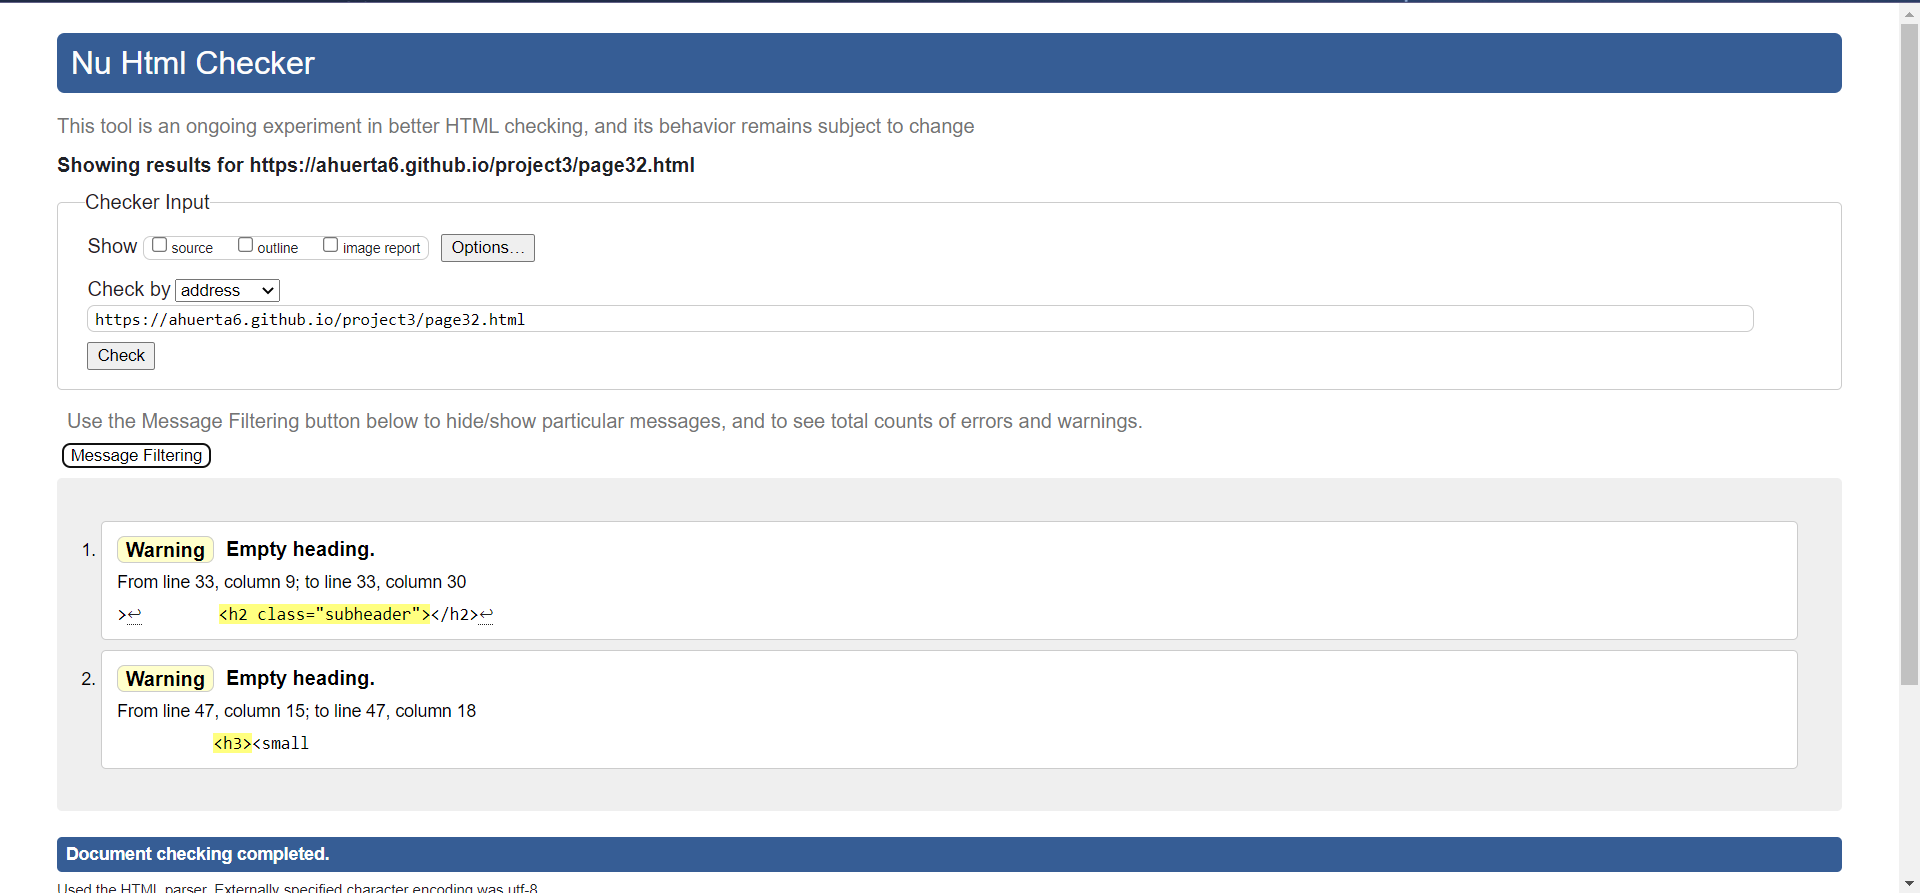 Nu Html Checker
This tool is an ongoing experiment in better HTML checking, and its behavior remains subject to change
Showing results for https://ahuerta6.github.io/project3/page32.html
Checker Input
Show source outline image report Options...
Check by address
https://ahuerta6.github.io/project3/page32.html
Check
Use the Message Filtering button below to hide/show particular messages, and to see total counts of errors and warnings.
Message Filtering
1. Warning Empty heading.
From line 33, column 9; to line 33, column 30
>↩ <h2 class="subheader"></h2>↩
2. Warning Empty heading.
From line 47, column 15; to line 47, column 18
<h3><small
Document checking completed.
Used the HTML parser. Externally specified character encoding was utf-8